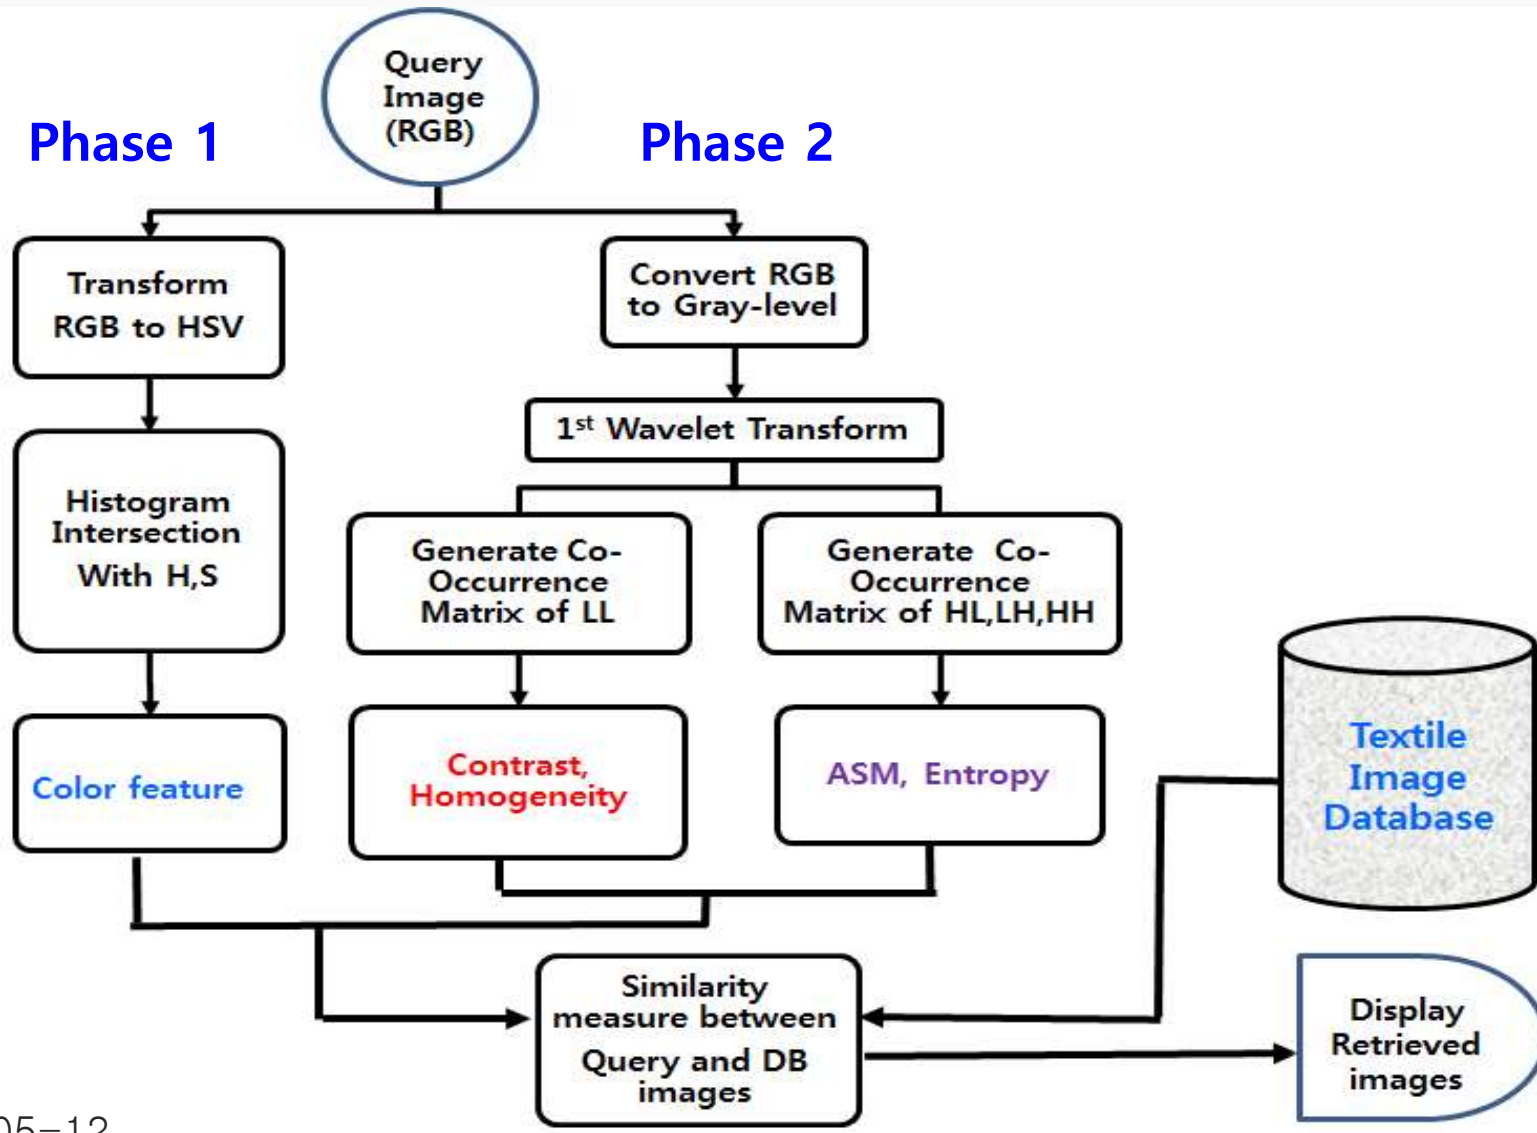 Query
Image
(RGB)
Phase 1
Phase 2
Transform
RGB to HSV
Convert RGB
to Gray-level
1st Wavelet Transform
Histogram
Intersection
With H,S
Generate Co-
Occurrence
Matrix of LL
Generate Co-
Occurrence
Matrix of HL,LH,HH
Color feature
Contrast,
Homogeneity
ASM, Entropy
Textile
Image
Database
Similarity
measure between
Query and DB
images
Display
Retrieved
images
05-12